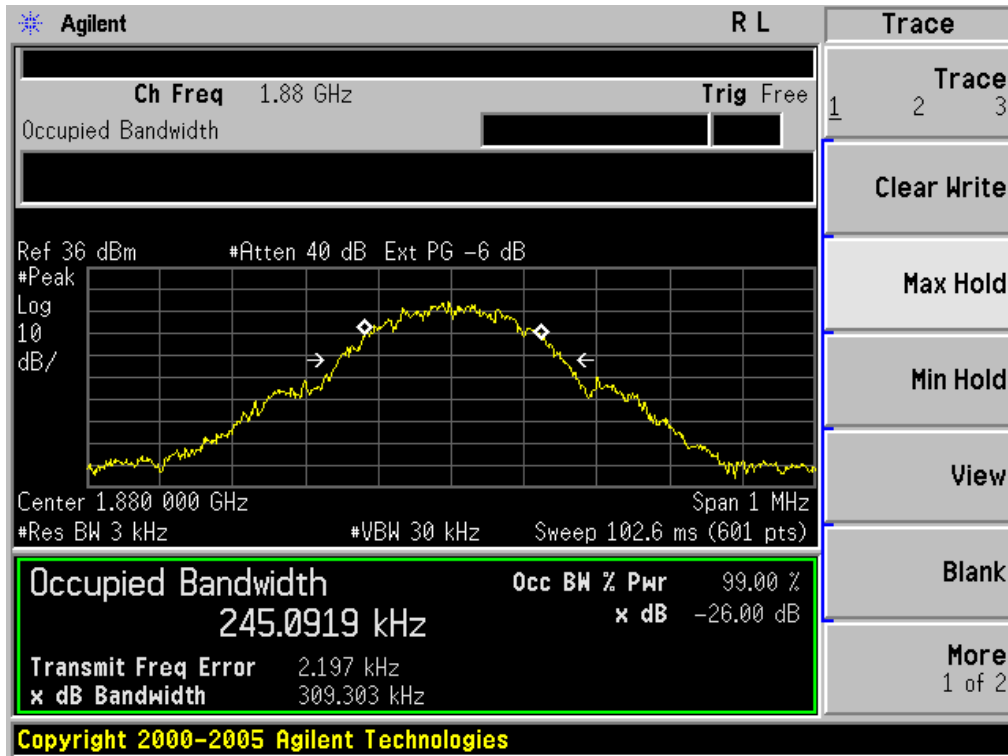 Agilent R L Trace
Ch Freq 1.88 GHz Trig Free
Occupied Bandwidth
Trace
1 2 3
Clear Write
Max Hold
Min Hold
View
Blank
More
1 of 2
Ref 36 dBm #Atten 40 dB Ext PG -6 dB
#Peak
Log
10
dB/
Center 1.880 000 GHz Span 1 MHz
#Res BW 3 kHz #VBW 30 kHz Sweep 102.6 ms (601 pts)
Occupied Bandwidth Occ BW % Pwr 99.00 %
245.0919 kHz x dB -26.00 dB
Transmit Freq Error 2.197 kHz
x dB Bandwidth 309.303 kHz
Copyright 2000-2005 Agilent Technologies